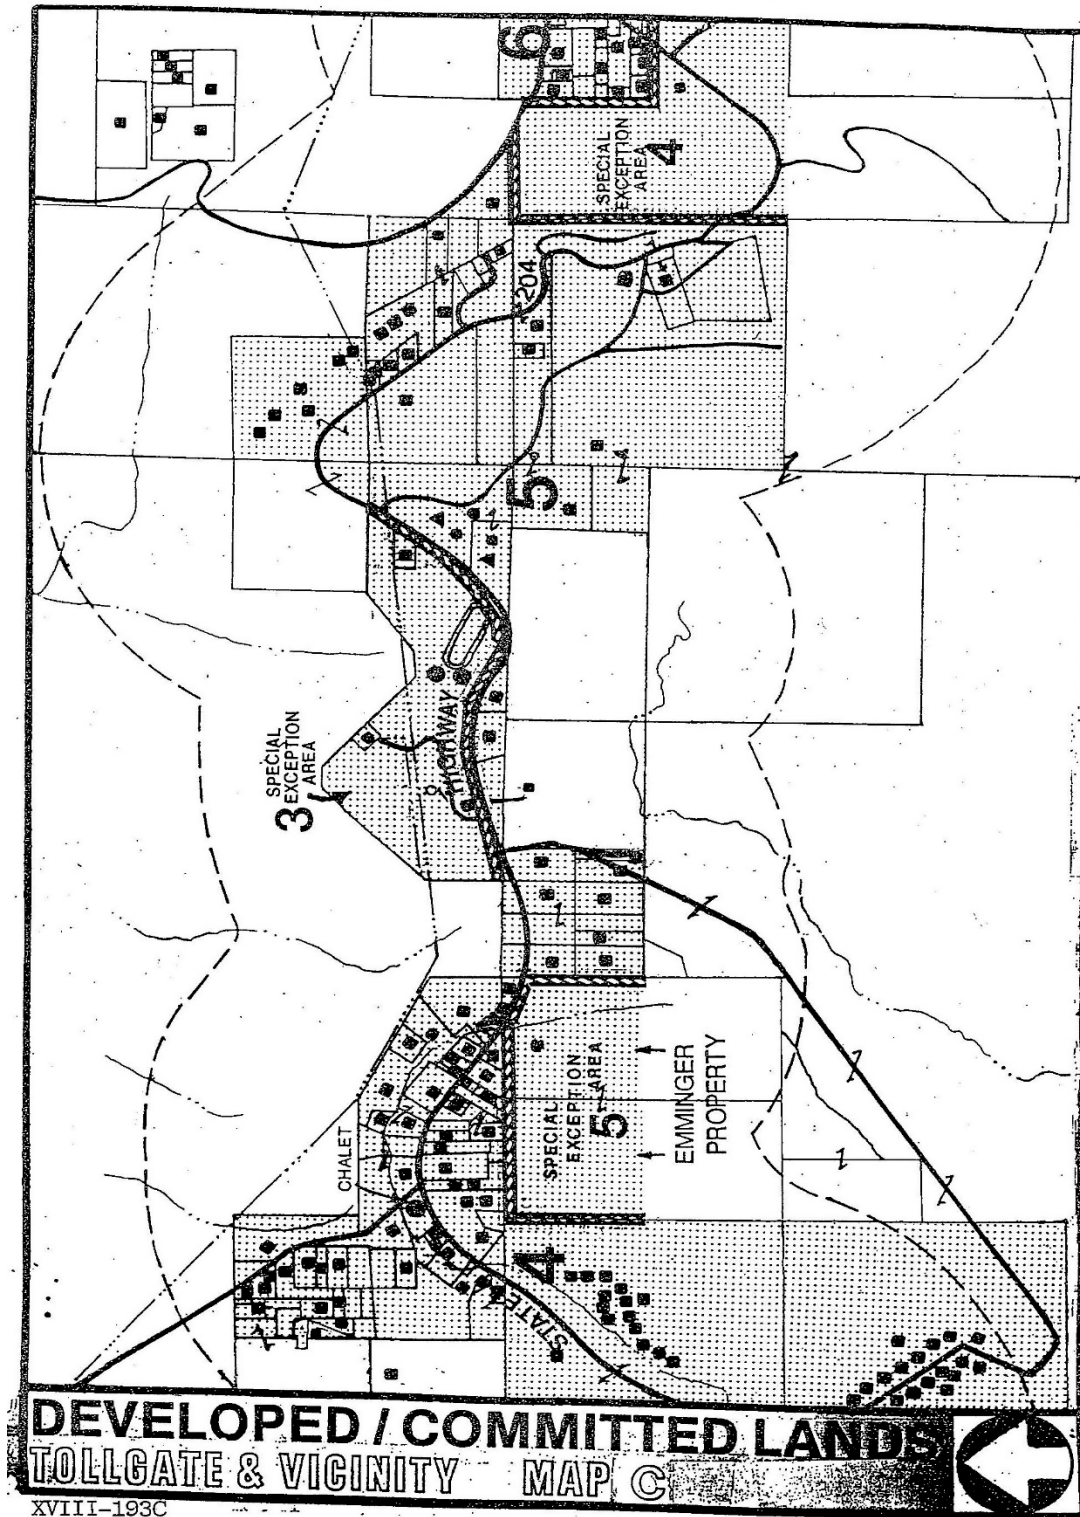 6
SPECIAL
EXCEPTION
AREA
4
204
5
SPECIAL
EXCEPTION
AREA
3
HIGHWAY
SPECIAL
EXCEPTION
AREA
5
EMMINGER
PROPERTY
CHALET
4
STATE
DEVELOPED / COMMITTED LANDS
TOLLGATE & VICINITY MAP C
XVIII-193C